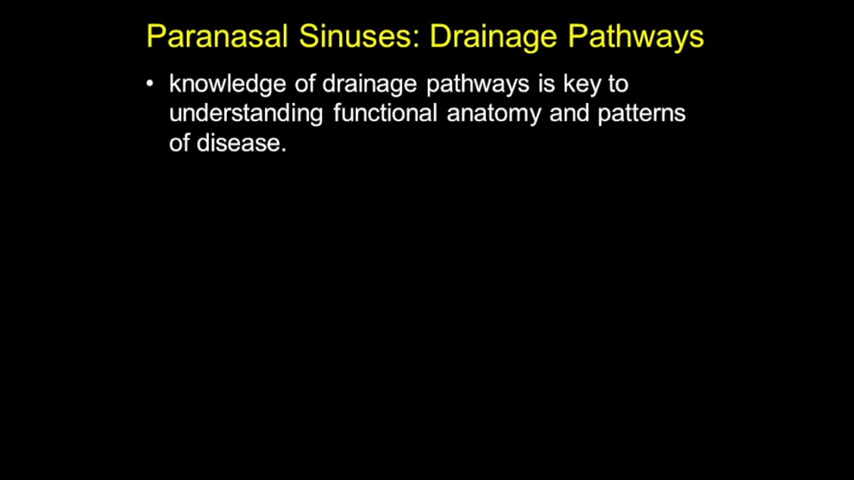 Paranasal Sinuses: Drainage Pathways
• knowledge of drainage pathways is key to
understanding functional anatomy and patterns
of disease.